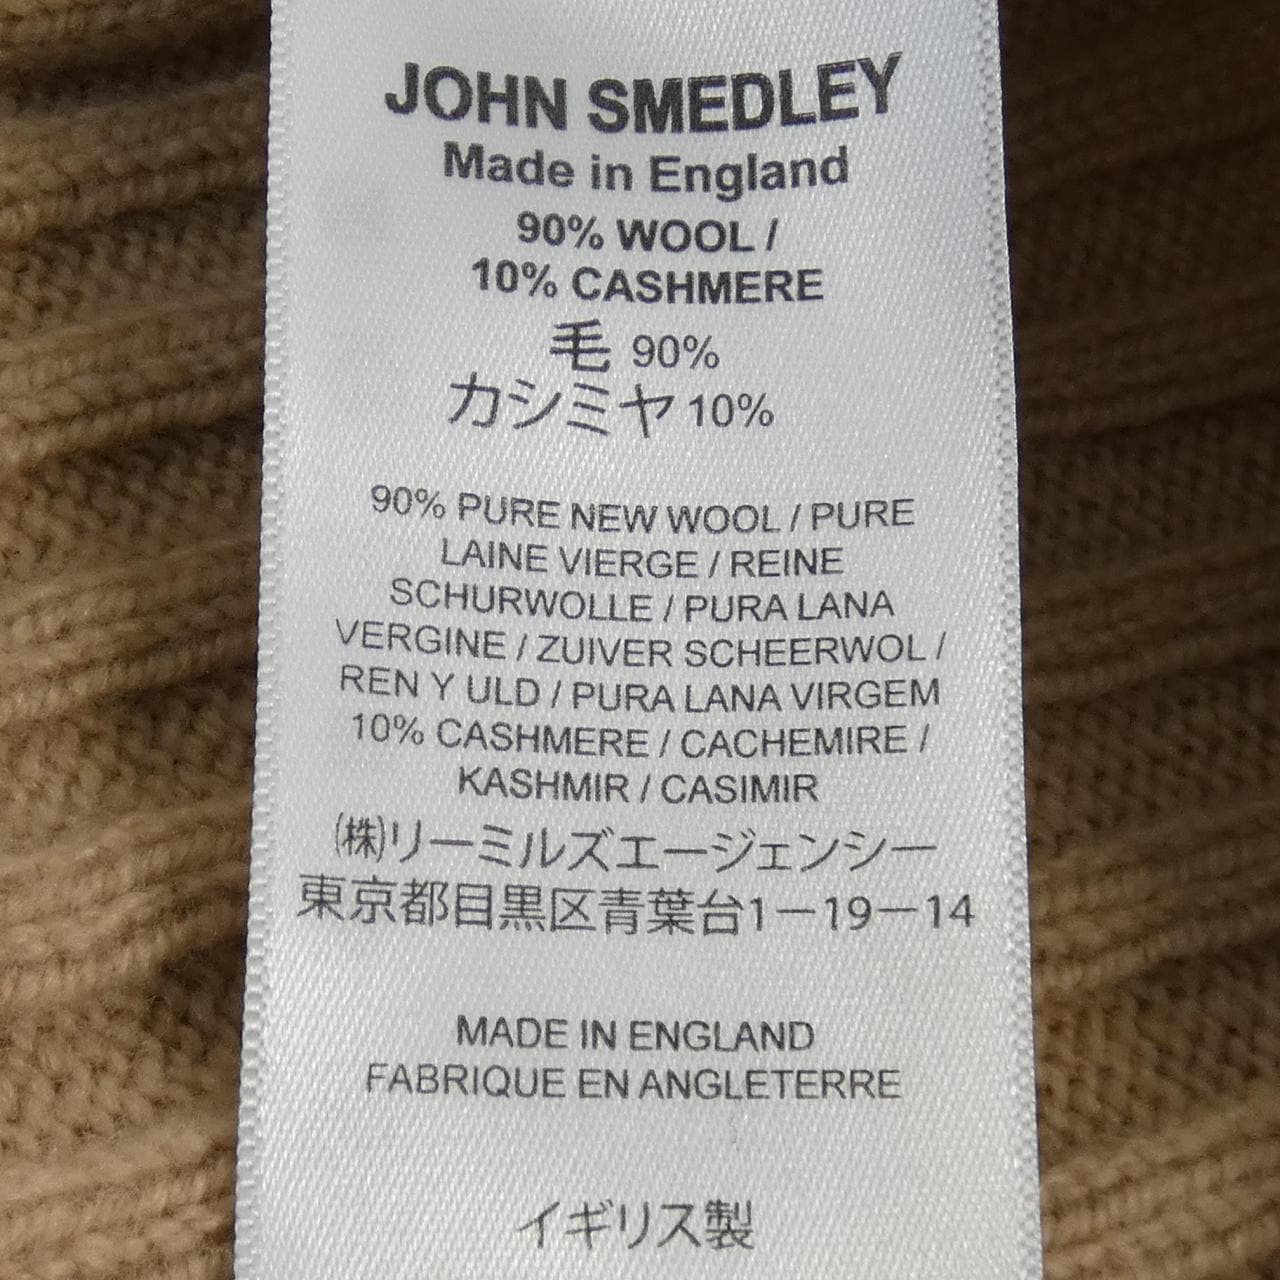 JOHN SMEDLEY
Made in England
90% WOOL /
10% CASHMERE
毛 90%
カシミヤ 10%
90% PURE NEW WOOL / PURE
LAINE VIERGE / REINE
SCHURWOLLE / PURA LANA
VERGINE / ZUIVER SCHEERWOL /
REN Y ULD / PURA LANA VIRGEM
10% CASHMERE / CACHEMIRE /
KASHMIR / CASIMIR
(株)リーミルズエージェンシー
東京都目黒区青葉台1ー19ー14
MADE IN ENGLAND
FABRIQUE EN ANGLETERRE
イギリス製